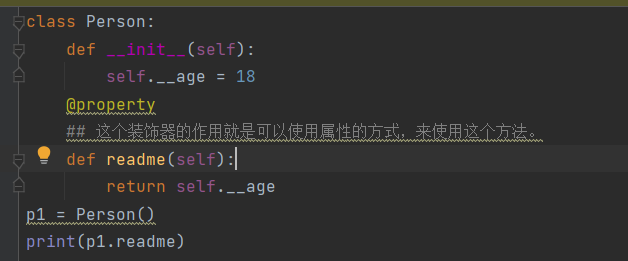 class Person:
    def __init__(self):
        self.__age = 18
    @property
    ## 这个装饰器的作用就是可以使用属性的方式，来使用这个方法。
    def readme(self):
        return self.__age
p1 = Person()
print(p1.readme)